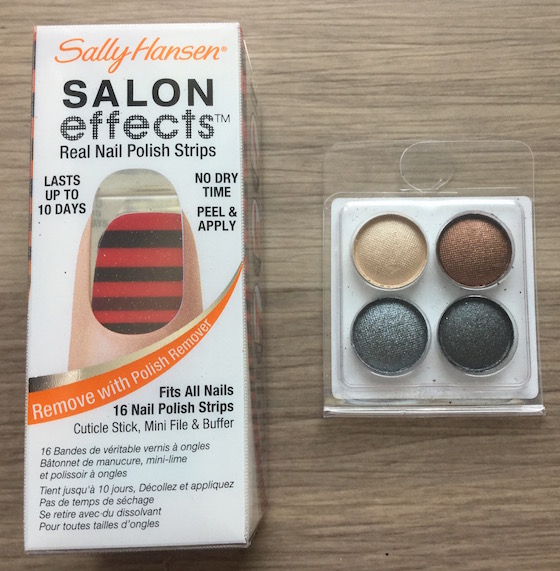 Sally Hansen®
SALON
effects™
Real Nail Polish Strips
LASTS
UP TO
10 DAYS
NO DRY
TIME
PEEL &
APPLY
Remove with Polish Remover
Fits All Nails
16 Nail Polish Strips
Cuticle Stick, Mini File & Buffer
16 Bandes de véritable vernis à ongles
Bâtonnet de manucure, mini-lime
et polissoir à ongles
Tient jusqu'à 10 jours, Décollez et appliquez
Pas de temps de séchage
Se retire avec du dissolvant
Pour toutes tailles d'ongles